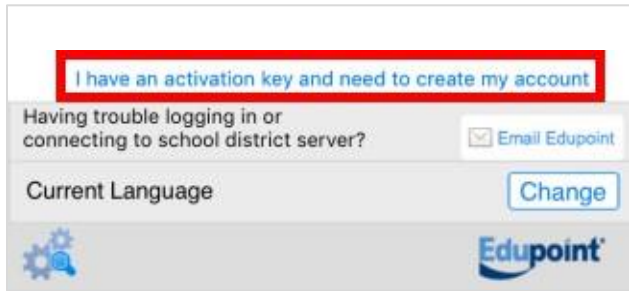 I have an activation key and need to create my account
Having trouble logging in or
connecting to school district server?
Email Edupoint
Current Language
Change
Edupoint